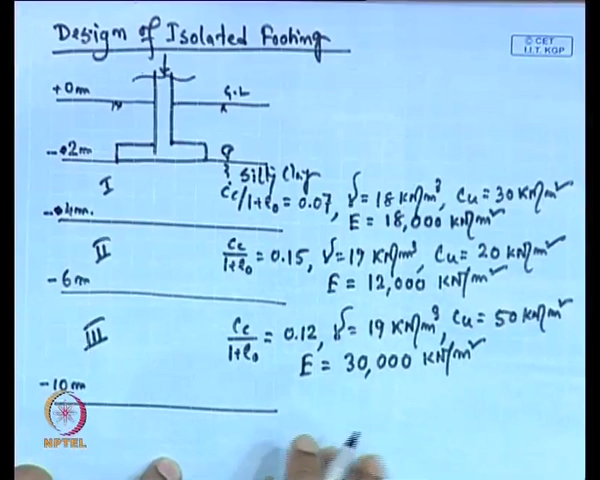 Design of Isolated Footing
© CET
I.I.T. KGP
+0m
G.L
-2m
Silty Clay
I
Cc/1+e0 = 0.07, γ = 18 KN/m³, Cu = 30 KN/m²
E = 18,000 KN/m²
-4m.
II
Cc/1+e0 = 0.15, γ = 19 KN/m³, Cu = 20 KN/m²
E = 12,000 KN/m²
-6m
III
Cc/1+e0 = 0.12, γ = 19 KN/m³, Cu = 50 KN/m²
E = 30,000 KN/m²
-10m
NPTEL